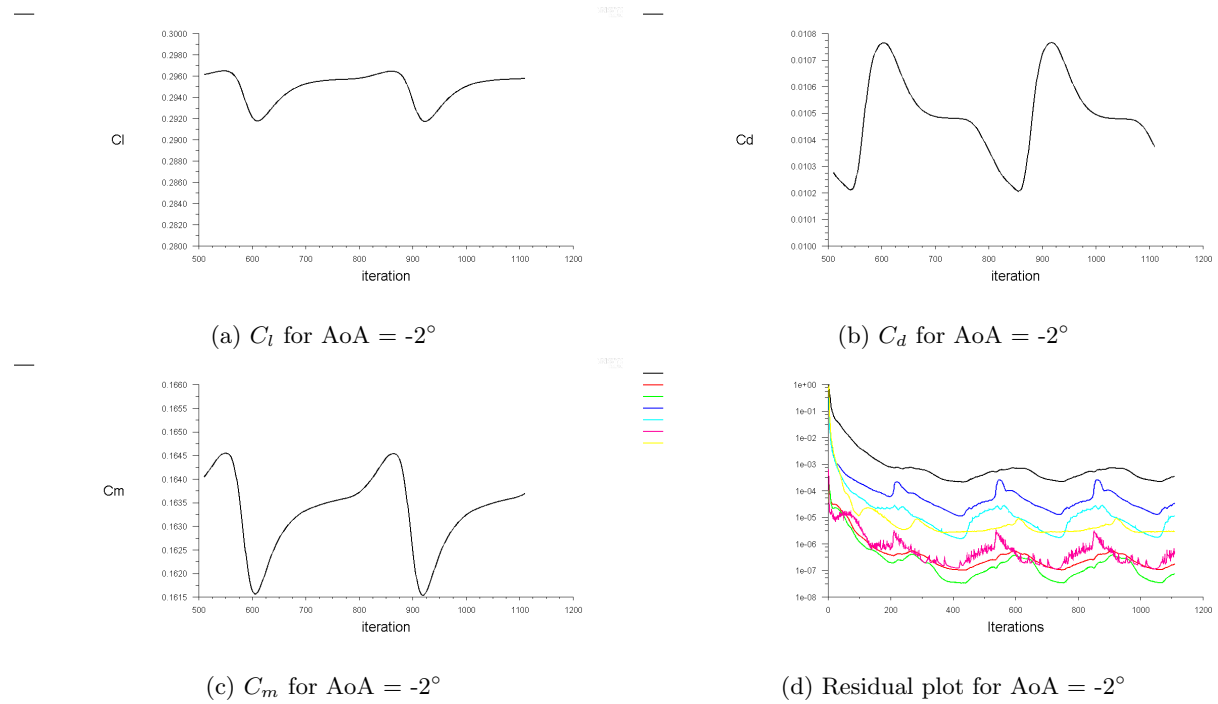 0.3000
0.2980
0.2960
0.2940
0.2920
0.2900
0.2880
0.2860
0.2840
0.2820
0.2800
Cl
500 600 700 800 900 1000 1100 1200
iteration
(a) Cl for AoA = -2°
0.0108
0.0107
0.0106
0.0105
0.0104
0.0103
0.0102
0.0101
0.0100
Cd
500 600 700 800 900 1000 1100 1200
iteration
(b) Cd for AoA = -2°
0.1660
0.1655
0.1650
0.1645
0.1640
0.1635
0.1630
0.1625
0.1620
0.1615
Cm
500 600 700 800 900 1000 1100 1200
iteration
(c) Cm for AoA = -2°
1e+00
1e-01
1e-02
1e-03
1e-04
1e-05
1e-06
1e-07
1e-08
0 200 400 600 800 1000 1200
Iterations
(d) Residual plot for AoA = -2°